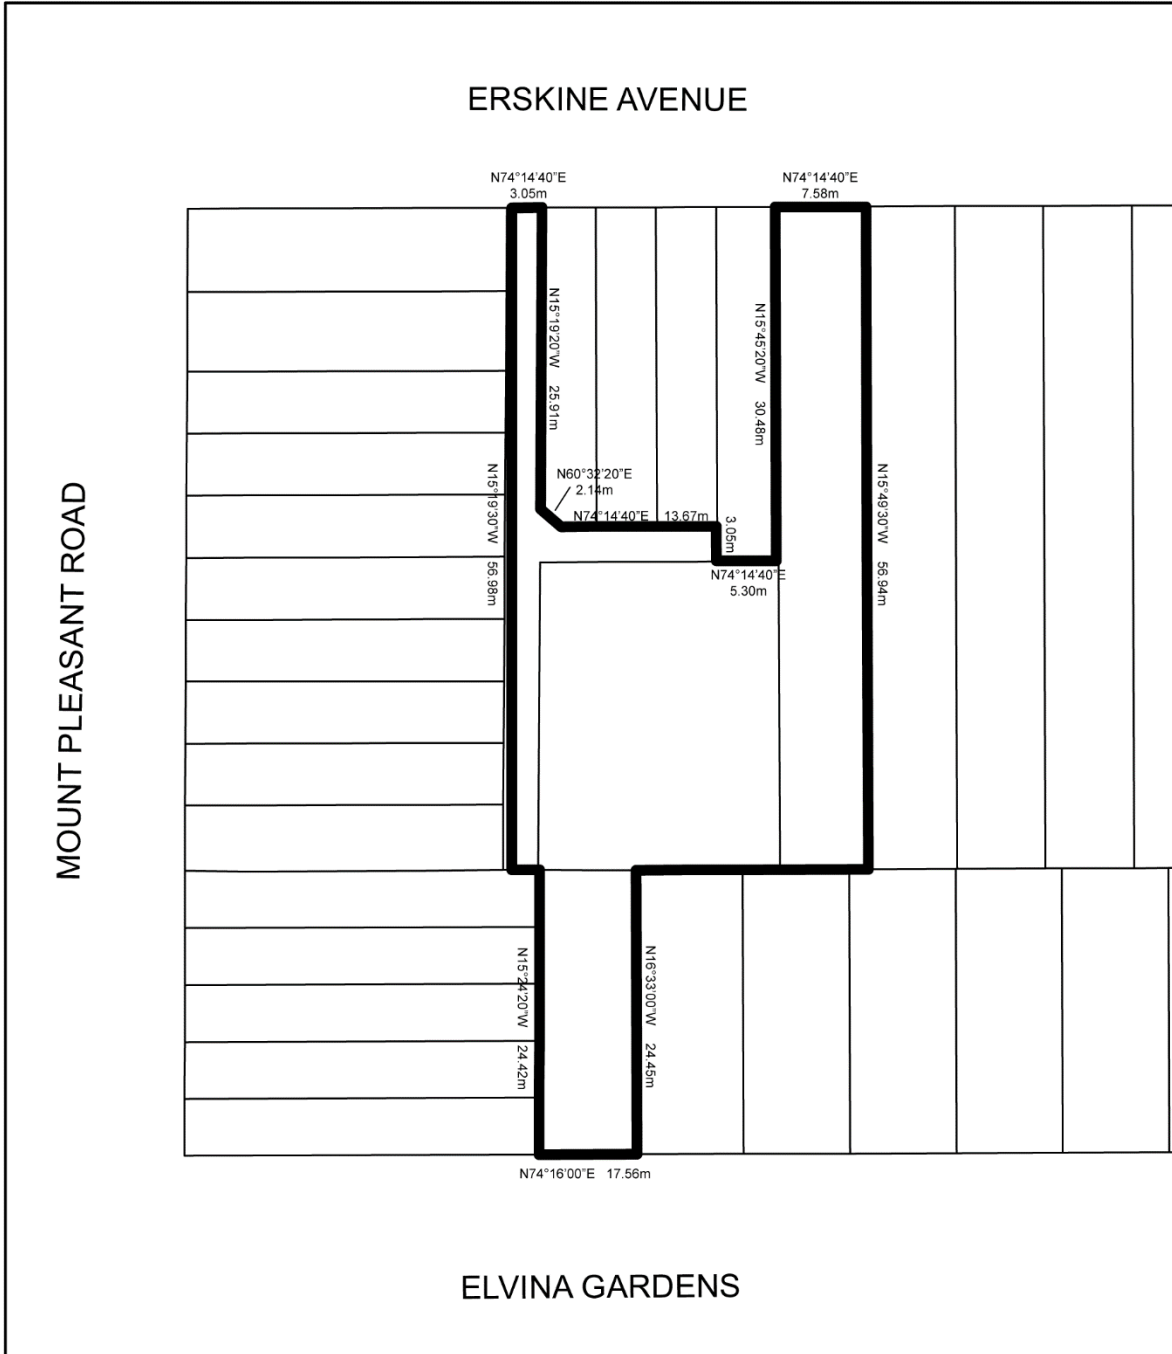 ERSKINE AVENUE
N74°14'40"E
3.05m
N74°14'40"E
7.58m
N15°19'20"W 25.91m
N15°45'20"W 30.48m
N60°32'20"E
2.14m
N15°19'30"W 56.98m
N15°49'30"W 56.94m
N74°14'40"E 13.67m
3.05m
N74°14'40"E
5.30m
MOUNT PLEASANT ROAD
N15°24'20"W 24.42m
N16°33'00"W 24.45m
N74°16'00"E 17.56m
ELVINA GARDENS